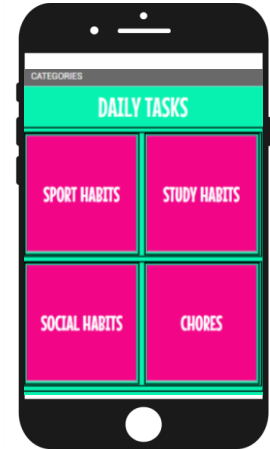 CATEGORIES
DAILY TASKS
SPORT HABITS
STUDY HABITS
SOCIAL HABITS
CHORES